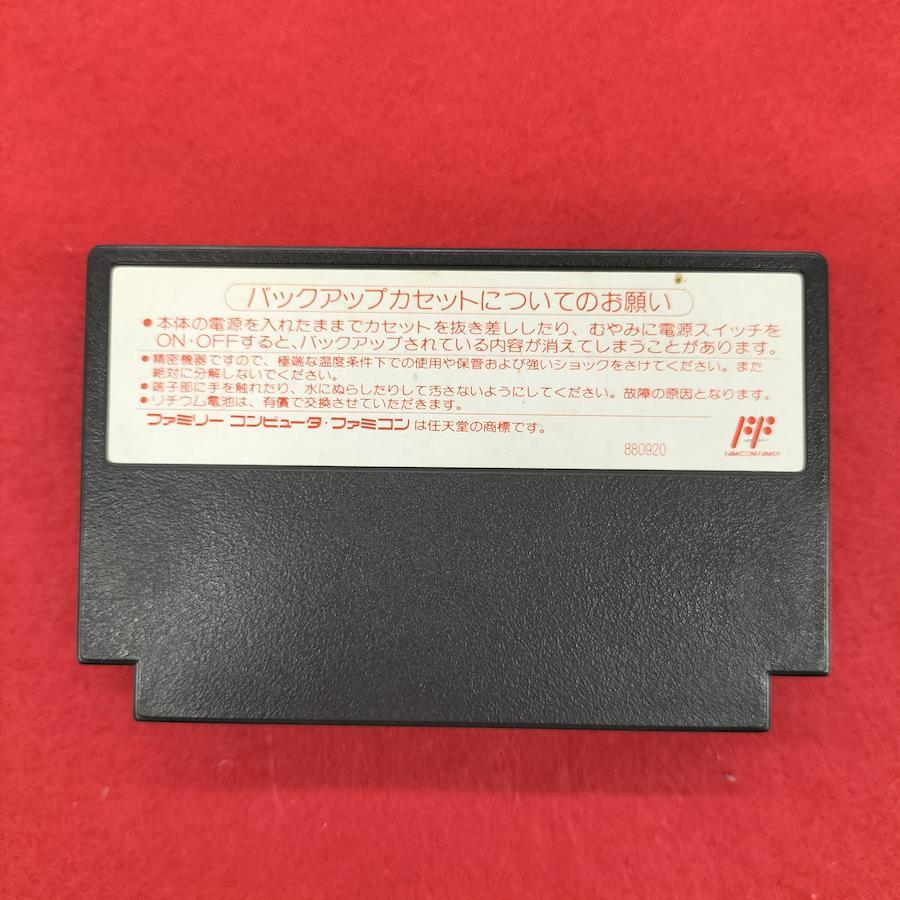 バックアップカセットについてのお願い
●本体の電源を入れたままでカセットを抜き差ししたり、むやみに電源スイッチを
ON・OFFすると、バックアップされている内容が消えてしまうことがあります。
●精密機器ですので、極端な温度条件下での使用や保管および強いショックをさけてください。また
絶対に分解しないでください。
●端子部に手を触れたり、水にぬらしたりして汚さないようにしてください。故障の原因となります。
●リチウム電池は、有償で交換させていただきます。
ファミリーコンピュータ・ファミコンは任天堂の商標です。
880920
FAMICOM FAMILY